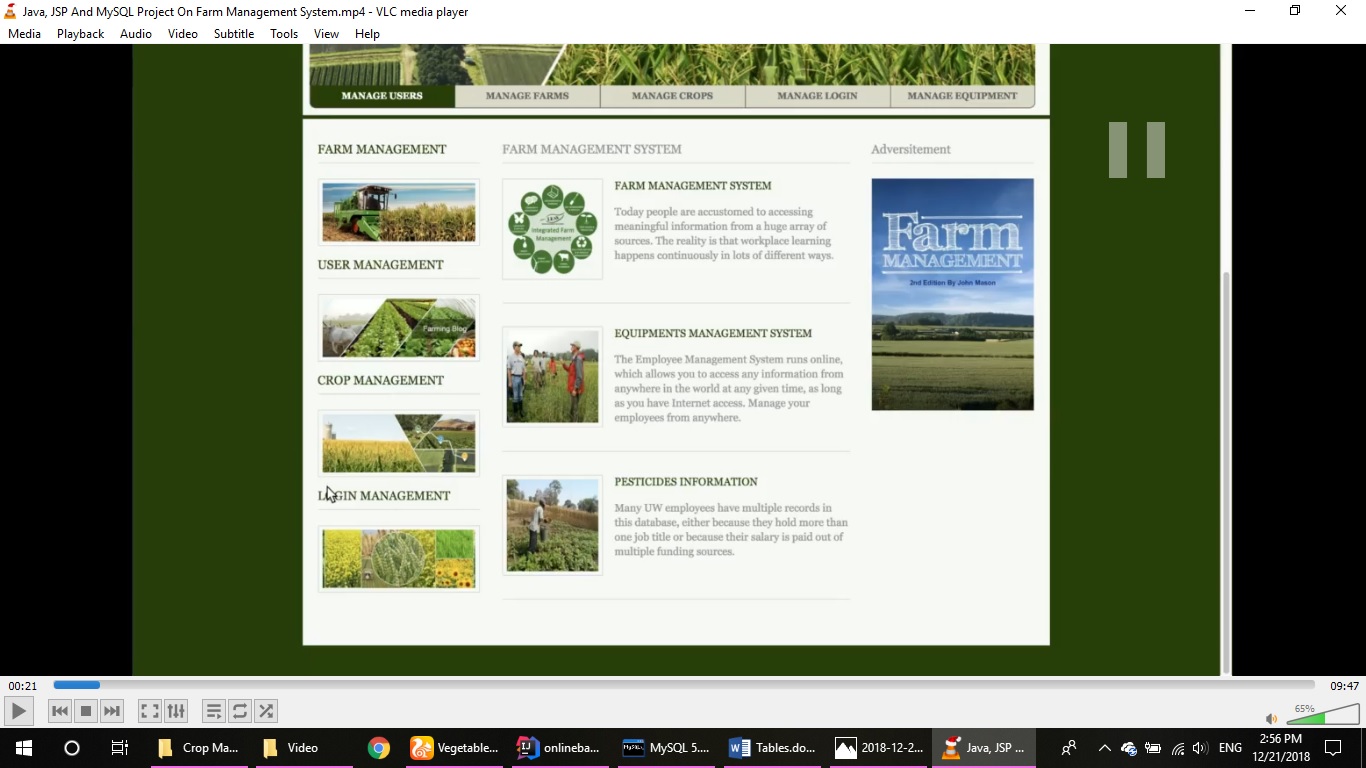 Java, JSP And MySQL Project On Farm Management System.mp4 - VLC media player
Media Playback Audio Video Subtitle Tools View Help
MANAGE USERS MANAGE FARMS MANAGE CROPS MANAGE LOGIN MANAGE EQUIPMENT
FARM MANAGEMENT
USER MANAGEMENT
Farming Blog
CROP MANAGEMENT
LOGIN MANAGEMENT
FARM MANAGEMENT SYSTEM
Integrated Farm
Management
FARM MANAGEMENT SYSTEM
Today people are accustomed to accessing
meaningful information from a huge array of
sources. The reality is that workplace learning
happens continuously in lots of different ways.
EQUIPMENTS MANAGEMENT SYSTEM
The Employee Management System runs online,
which allows you to access any information from
anywhere in the world at any given time, as long
as you have Internet access. Manage your
employees from anywhere.
PESTICIDES INFORMATION
Many UW employees have multiple records in
this database, either because they hold more than
one job title or because their salary is paid out of
multiple funding sources.
Adversitement
Farm
MANAGEMENT
2nd Edition By John Mason
00:21
09:47
65%
Crop Ma...
Video
Vegetable...
onlineba...
MySQL 5....
Tables.do...
2018-12-2...
Java, JSP ...
ENG
2:56 PM
12/21/2018